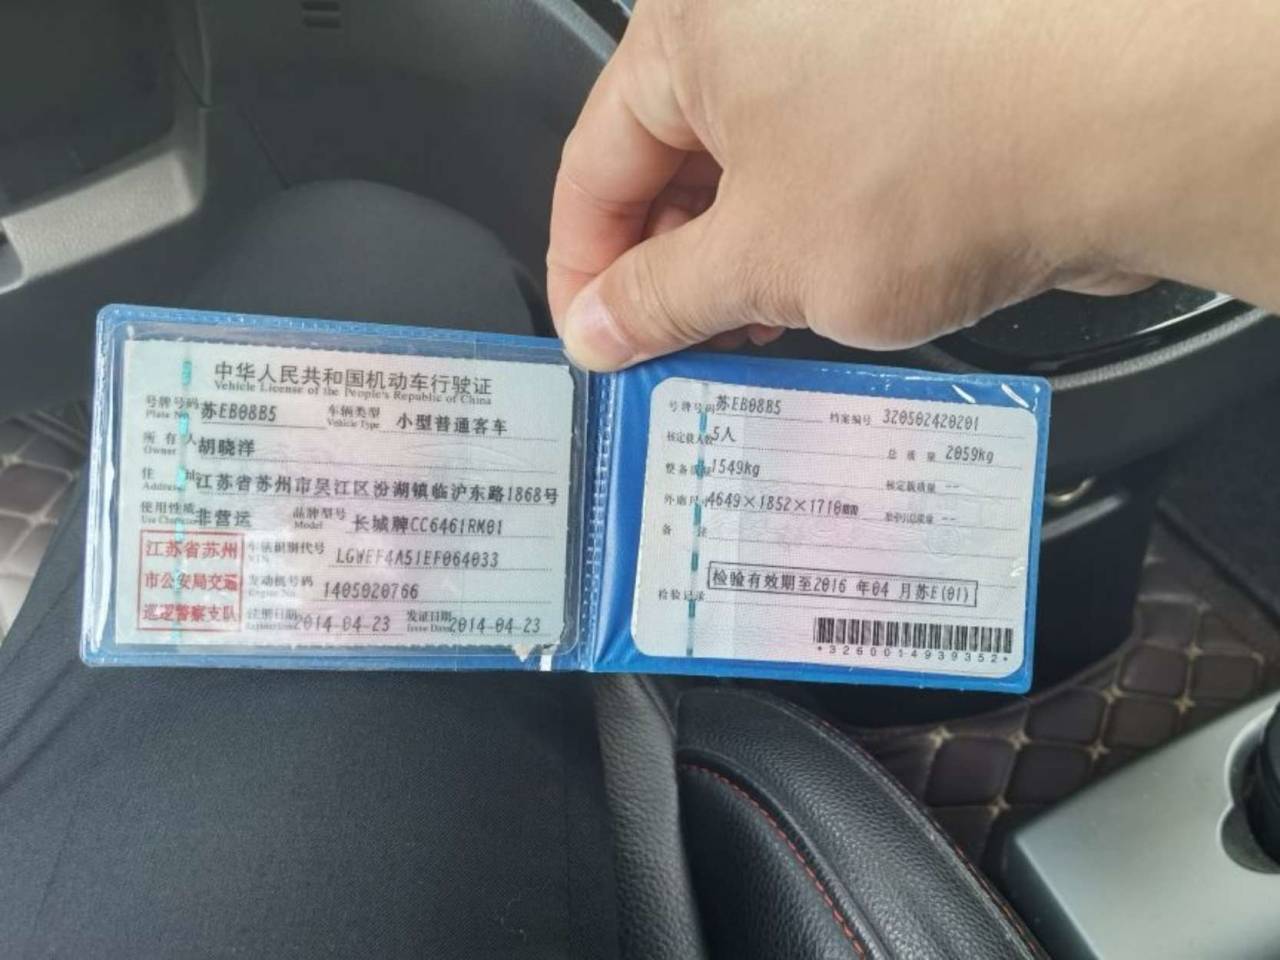 中华人民共和国机动车行驶证
Vehicle License of the People's Republic of China
号牌号码 苏EB08B5 车辆类型 小型普通客车
Plate No. Vehicle Type
所有人 胡晓洋
Owner
住址 江苏省苏州市吴江区汾湖镇临沪东路1868号
Address
使用性质 非营运 品牌型号 长城牌CC6461RM01
Use Character Model
江苏省苏州
市公安局交通
巡逻警察支队
车辆识别代号 LGWEF4A51EF064033
VIN
发动机号码 1405020766
Engine No.
注册日期 2014-04-23 发证日期 2014-04-23
Issue Date
号牌号码 苏EB08B5 档案编号 320502420201
核定载人数 5人 总质量 2059kg
整备质量 1549kg 核定载质量 --
外廓尺寸 4649×1852×1710mm 准牵引总质量 --
备注
检验记录 检验有效期至2016 年04 月苏E(01)
*3260014939352*